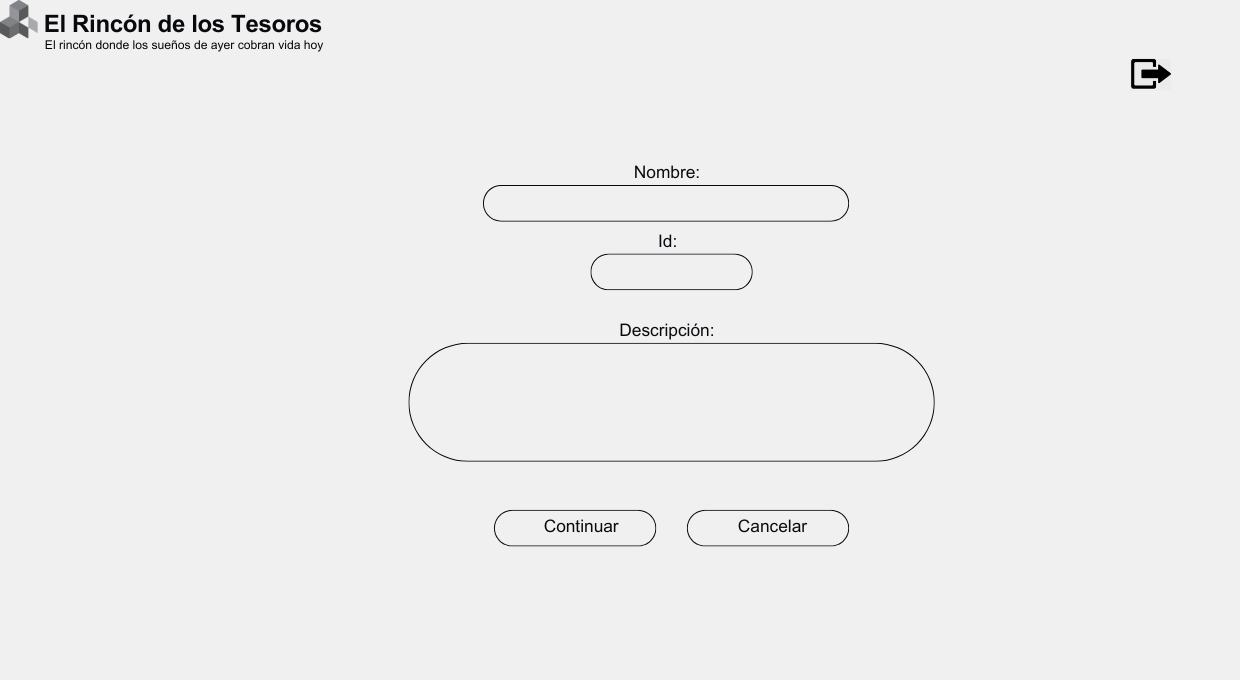 El Rincón de los Tesoros
El rincón donde los sueños de ayer cobran vida hoy
Nombre:
Id:
Descripción:
Continuar
Cancelar